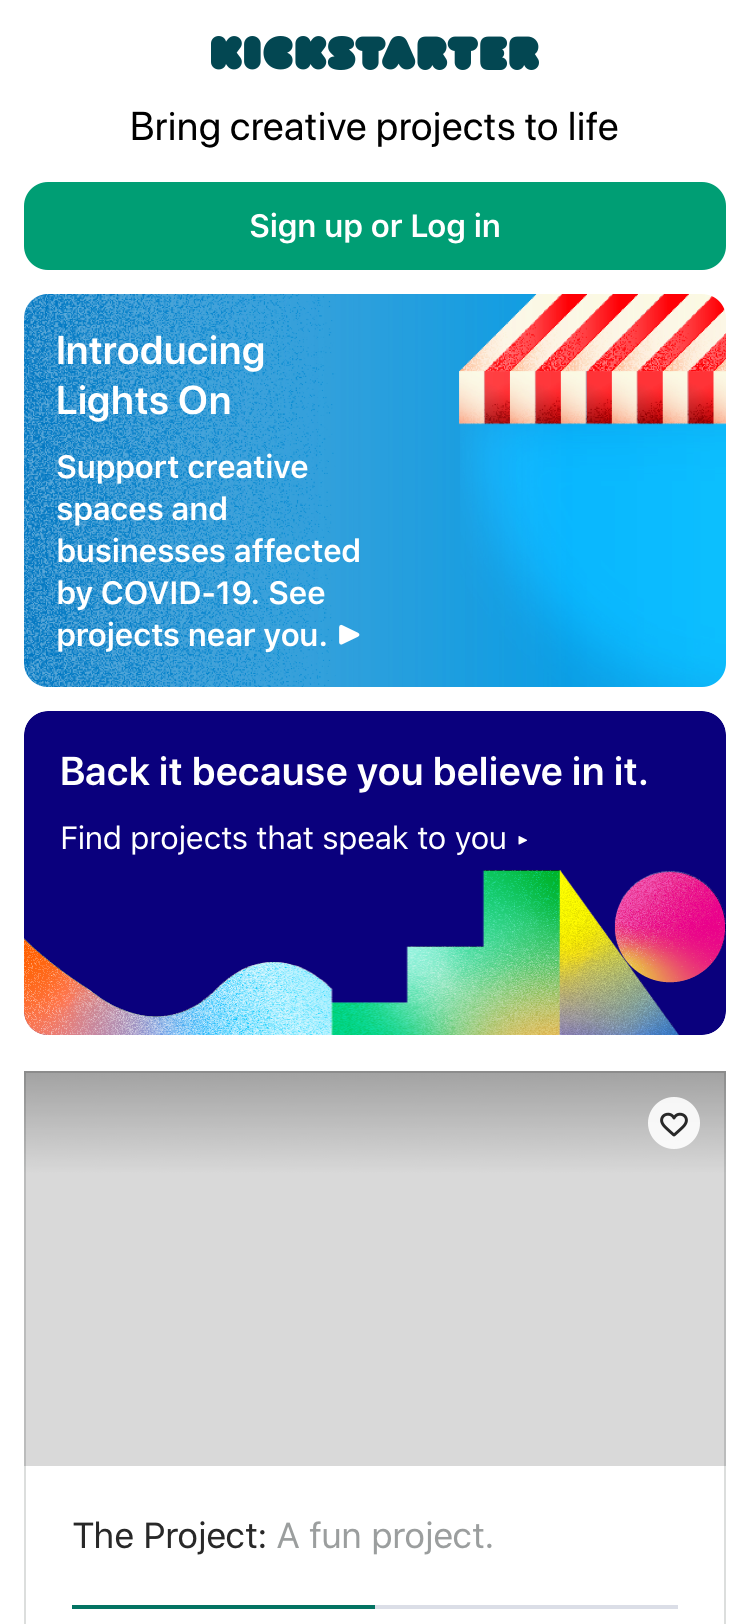 KICKSTARTER
Bring creative projects to life
Sign up or Log in
Introducing
Lights On
Support creative
spaces and
businesses affected
by COVID-19. See
projects near you.
Back it because you believe in it.
Find projects that speak to you
The Project: A fun project.